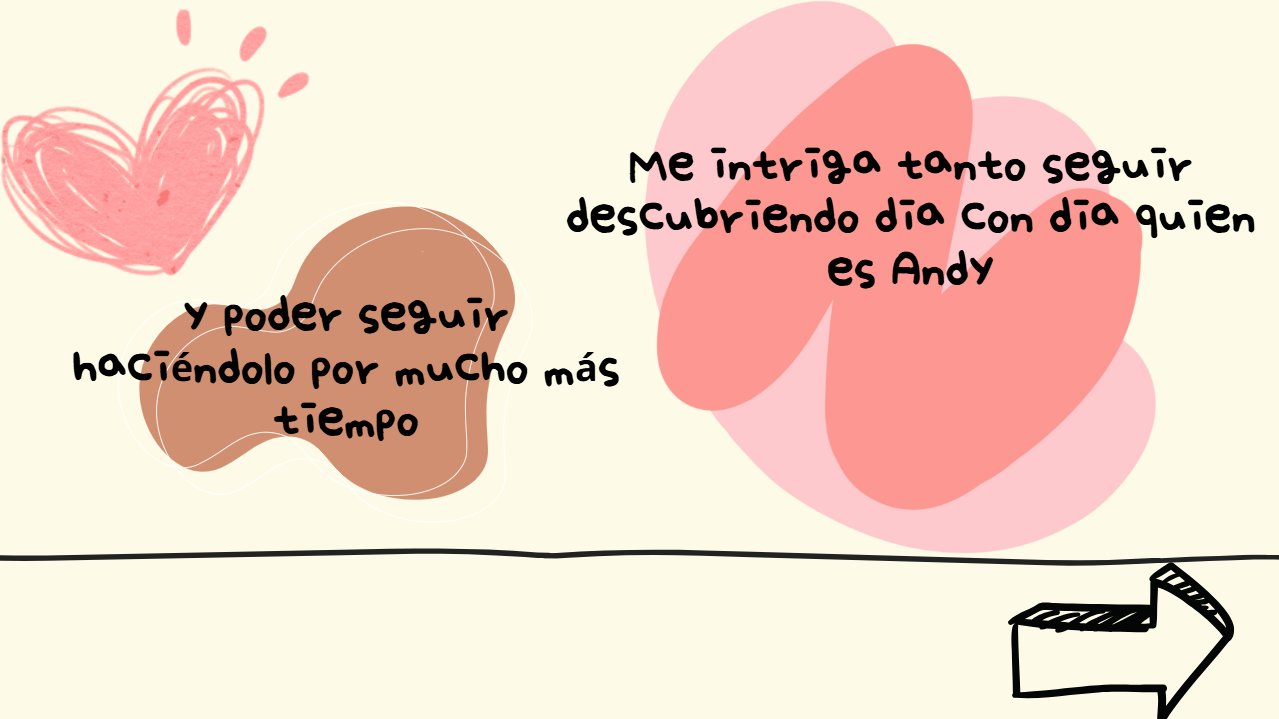 Me intriga tanto seguir
descubriendo día con día quien
es Andy
y poder seguir
haciéndolo por mucho más
tiempo